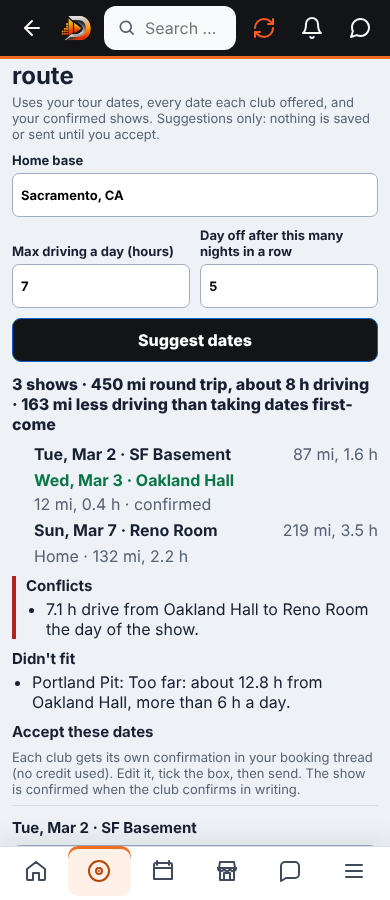 Search ...
route
Uses your tour dates, every date each club offered, and
your confirmed shows. Suggestions only: nothing is saved
or sent until you accept.
Home base
Sacramento, CA
Max driving a day (hours)
Day off after this many
nights in a row
7
5
Suggest dates
3 shows · 450 mi round trip, about 8 h driving
· 163 mi less driving than taking dates first-
come
Tue, Mar 2 · SF Basement 87 mi, 1.6 h
Wed, Mar 3 · Oakland Hall
12 mi, 0.4 h · confirmed
Sun, Mar 7 · Reno Room 219 mi, 3.5 h
Home · 132 mi, 2.2 h
Conflicts
• 7.1 h drive from Oakland Hall to Reno Room
the day of the show.
Didn't fit
• Portland Pit: Too far: about 12.8 h from
Oakland Hall, more than 6 h a day.
Accept these dates
Each club gets its own confirmation in your booking thread
(no credit used). Edit it, tick the box, then send. The show
is confirmed when the club confirms in writing.
Tue, Mar 2 · SF Basement